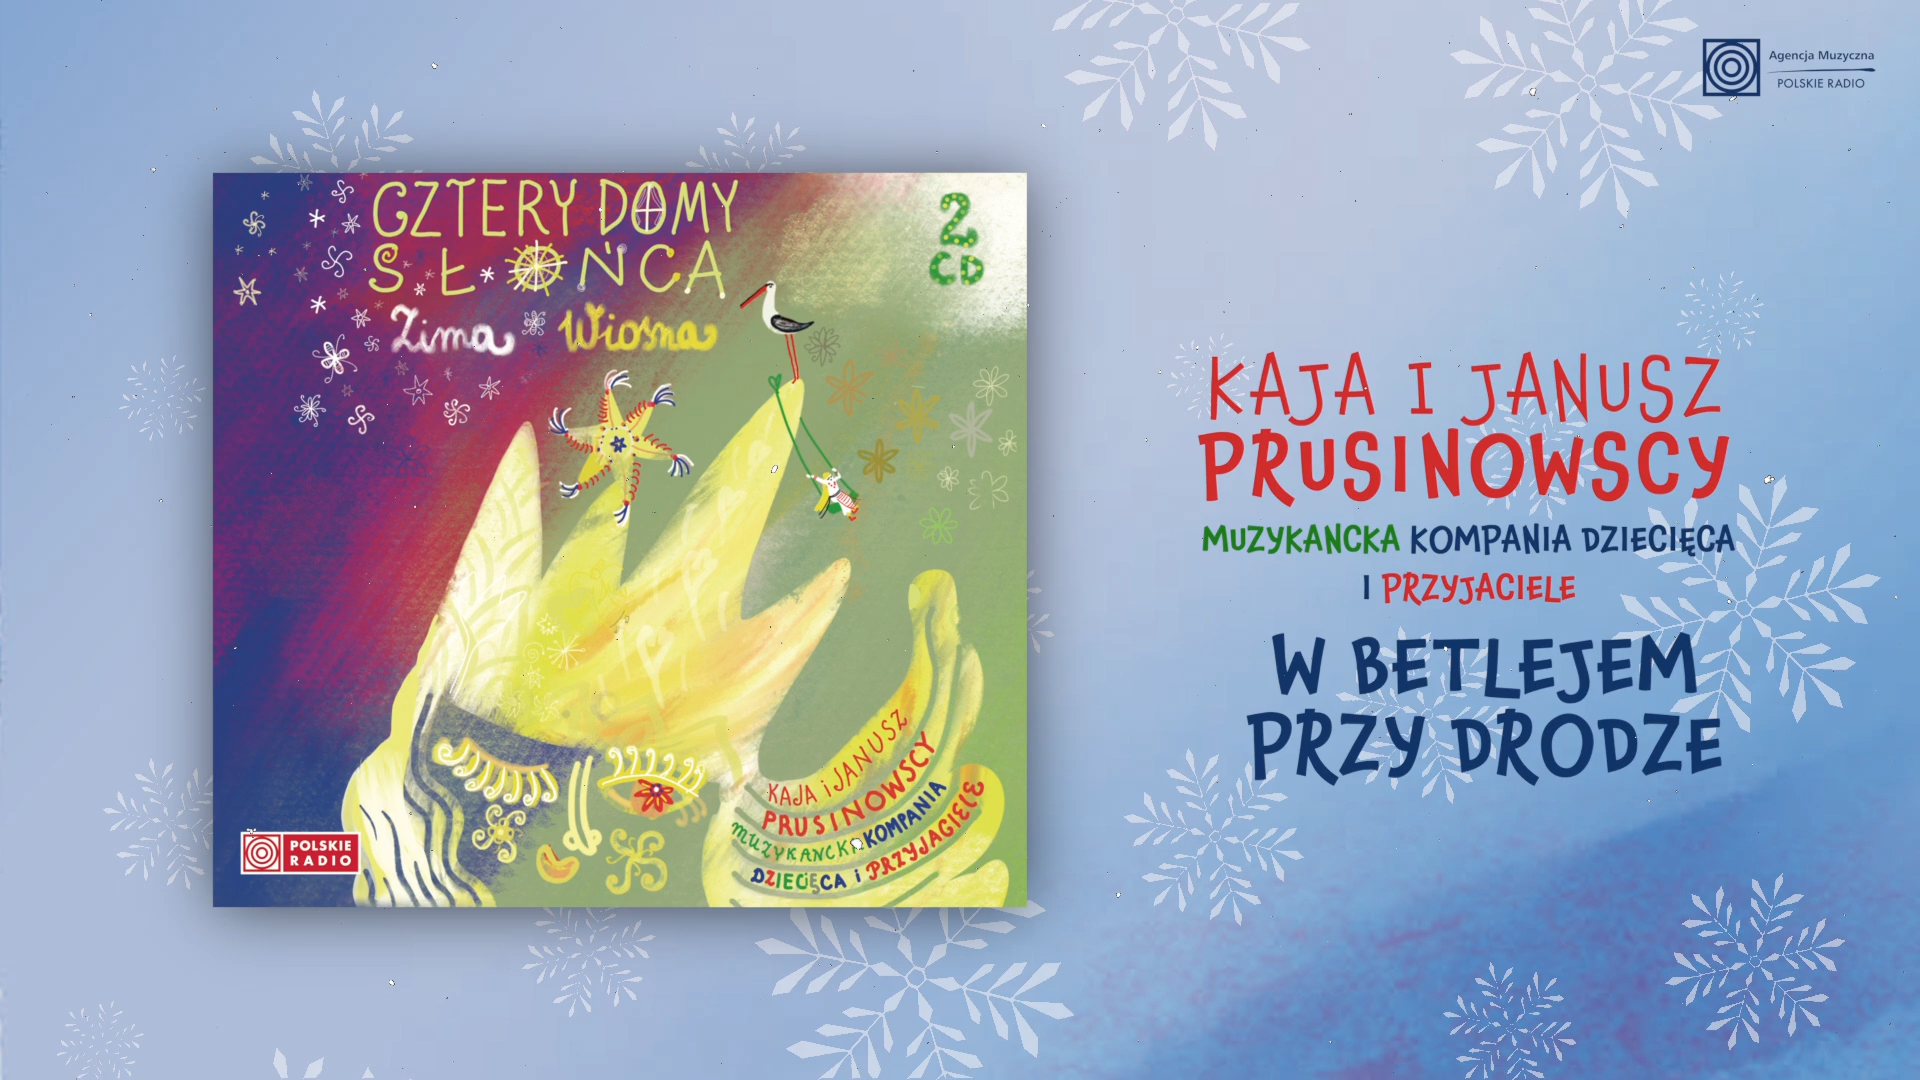 CZTERY DOMY
SŁOŃCA
Zima Wiosna
2
CD
KAJA i JANUSZ
PRUSINOWSCY
MUZYKANCKA KOMPANIA
DZIECIĘCA i PRZYJACIELE
POLSKIE
RADIO
Agencja Muzyczna
POLSKIE RADIO
KAJA I JANUSZ
PRUSINOWSCY
MUZYKANCKA KOMPANIA DZIECIĘCA
I PRZYJACIELE
W BETLEJEM
PRZY DRODZE